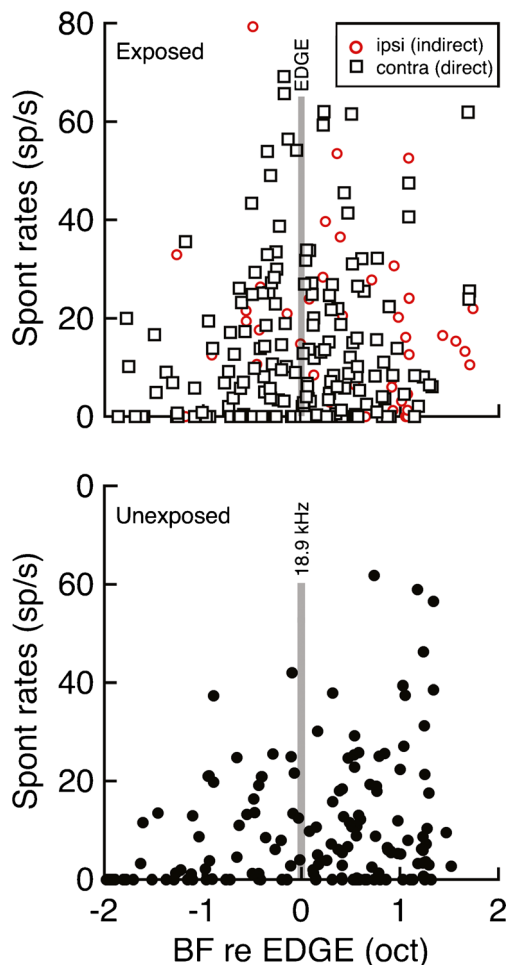 80
60
40
20
0
Spont rates (sp/s)
Exposed
EDGE
ipsi (indirect)
contra (direct)
2
0
60
40
20
0
Spont rates (sp/s)
Unexposed
18.9 kHz
-2
-1
0
1
2
BF re EDGE (oct)